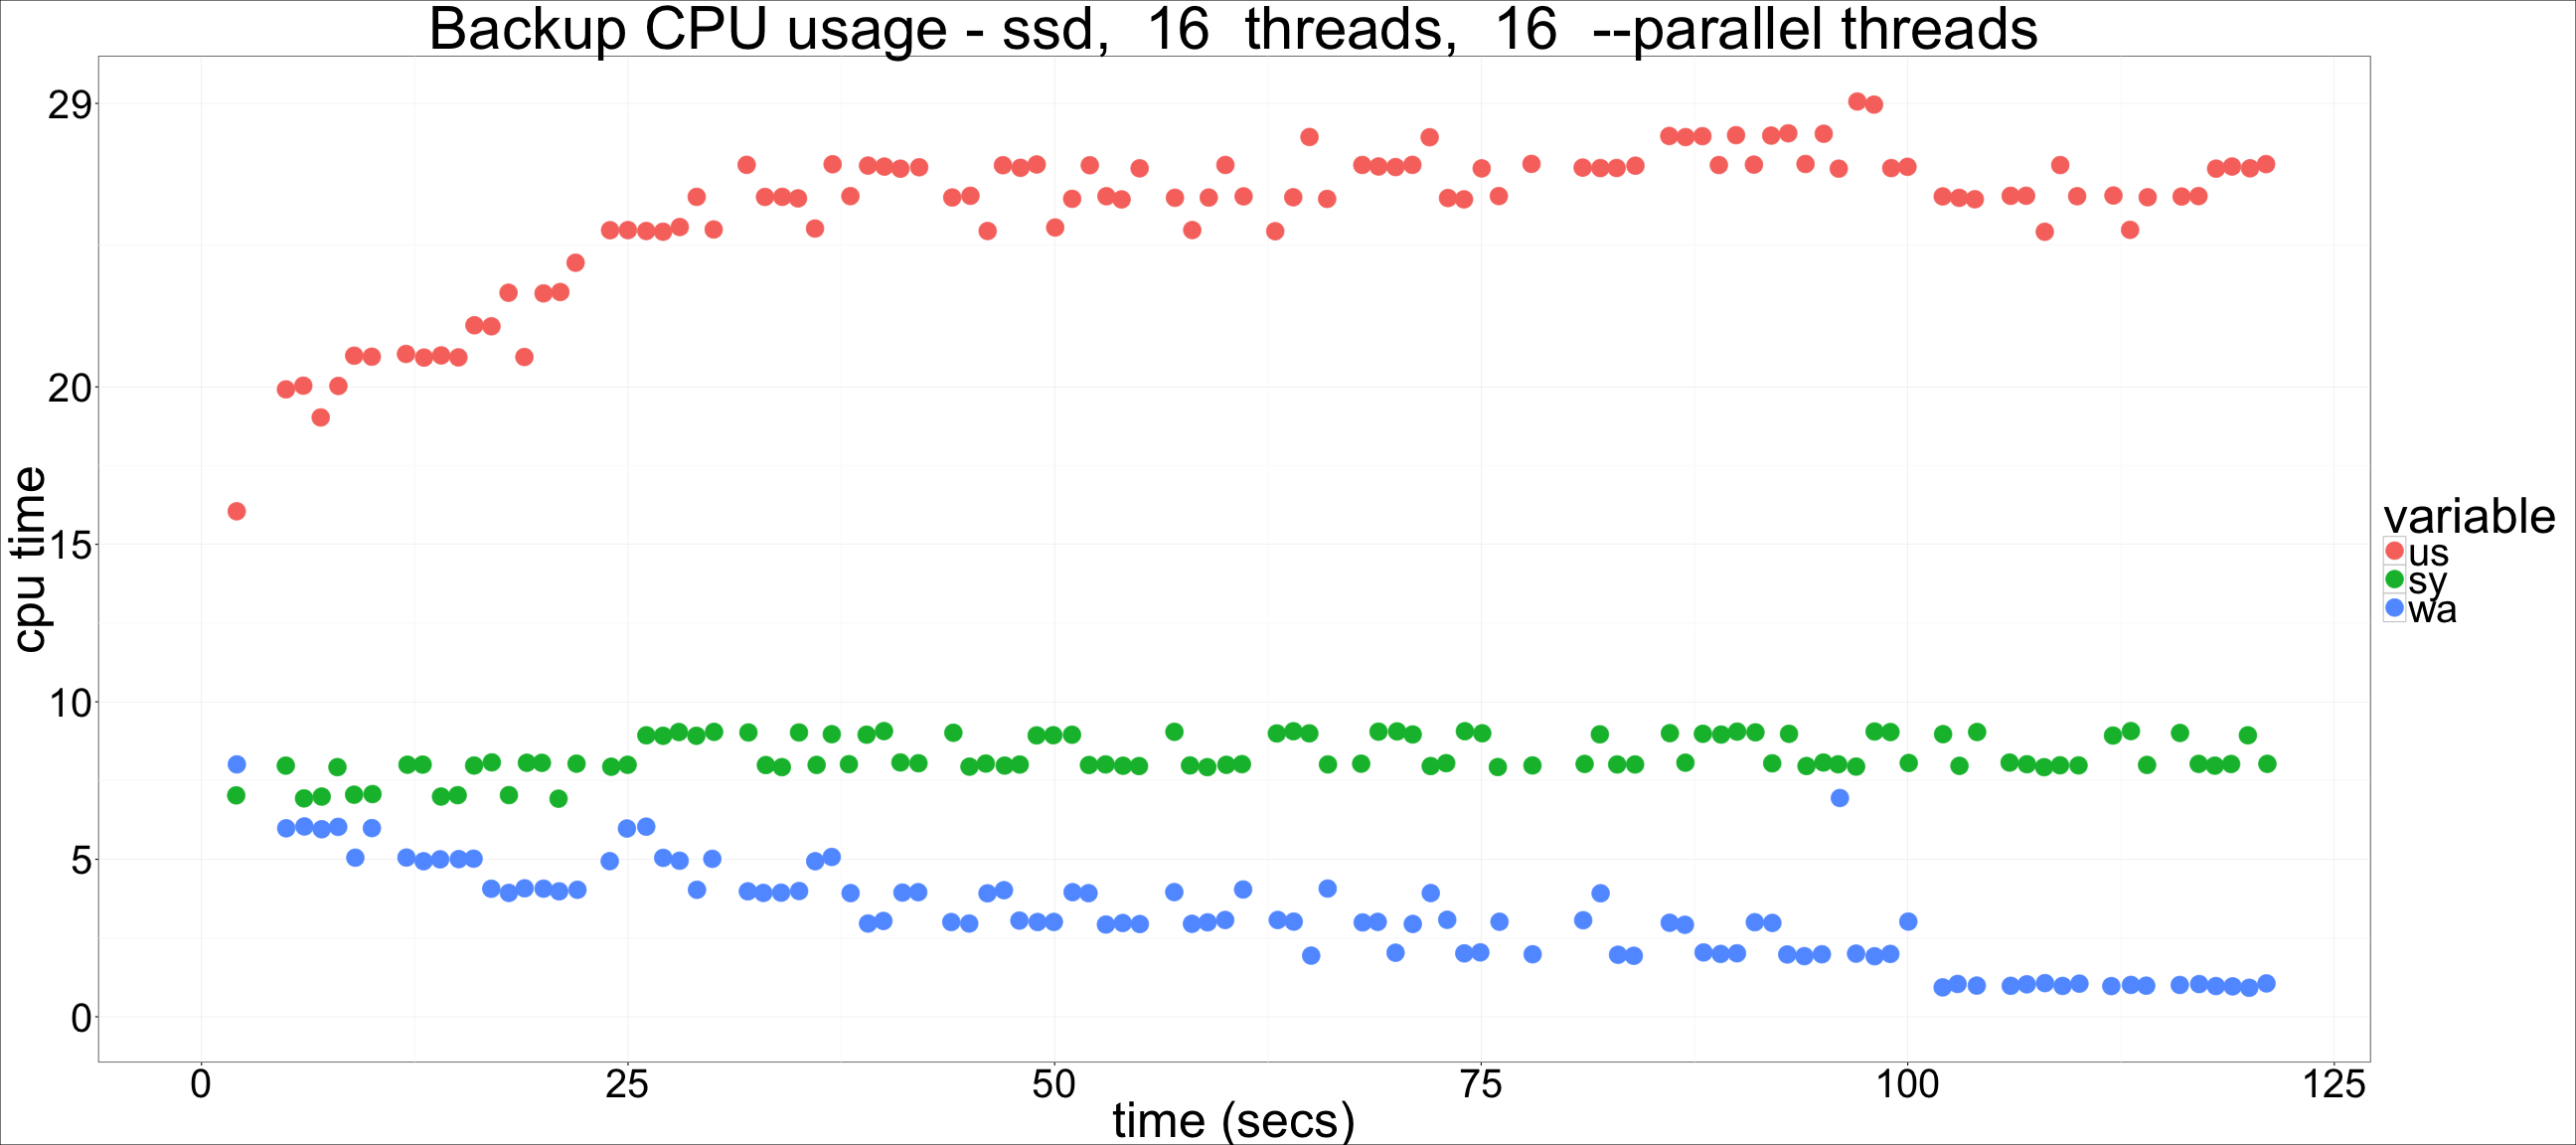 Backup CPU usage - ssd,  16  threads,  16  --parallel threads
29
20
15
10
5
0
cpu time
0 25 50 75 100 125
time (secs)
variable
us
sy
wa